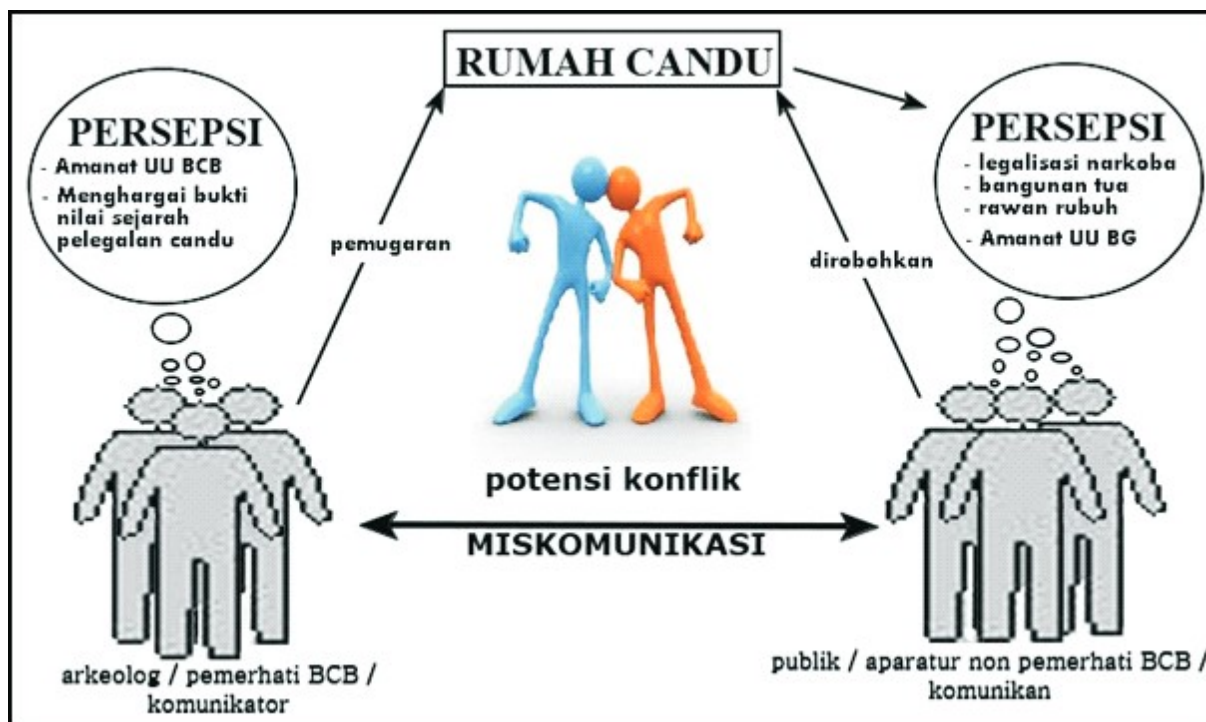 RUMAH CANDU
PERSEPSI
- Amanat UU BCB
- Menghargai bukti
nilai sejarah
pelegalan candu
PERSEPSI
- legalisasi narkoba
- bangunan tua
- rawan rubuh
- Amanat UU BG
pemugaran
dirobohkan
potensi konflik
MISKOMUNIKASI
arkeolog / pemerhati BCB /
komunikator
publik / aparatur non pemerhati BCB /
komunikan